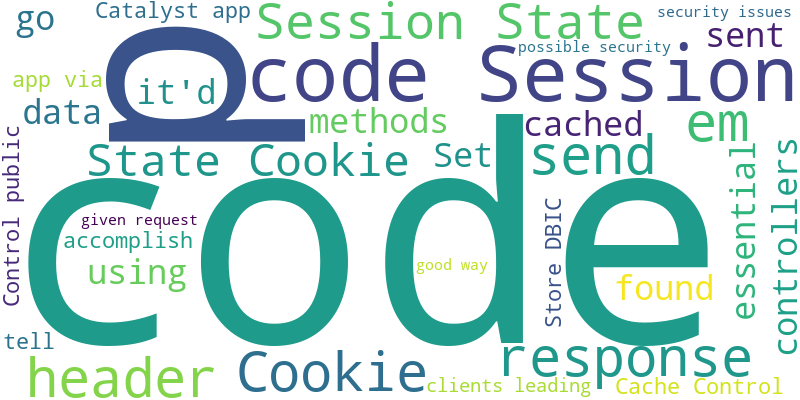 go
Catalyst app
Session State
security issues
sent
possible security
p
code Session
app via
it'd
data
methods
cached
em
State Cookie
Set
send
code
Control public
given request
accomplish
using
good way
Store DBIC
found
essential
controllers
tell
header
Cookie
response
clients leading
Cache Control